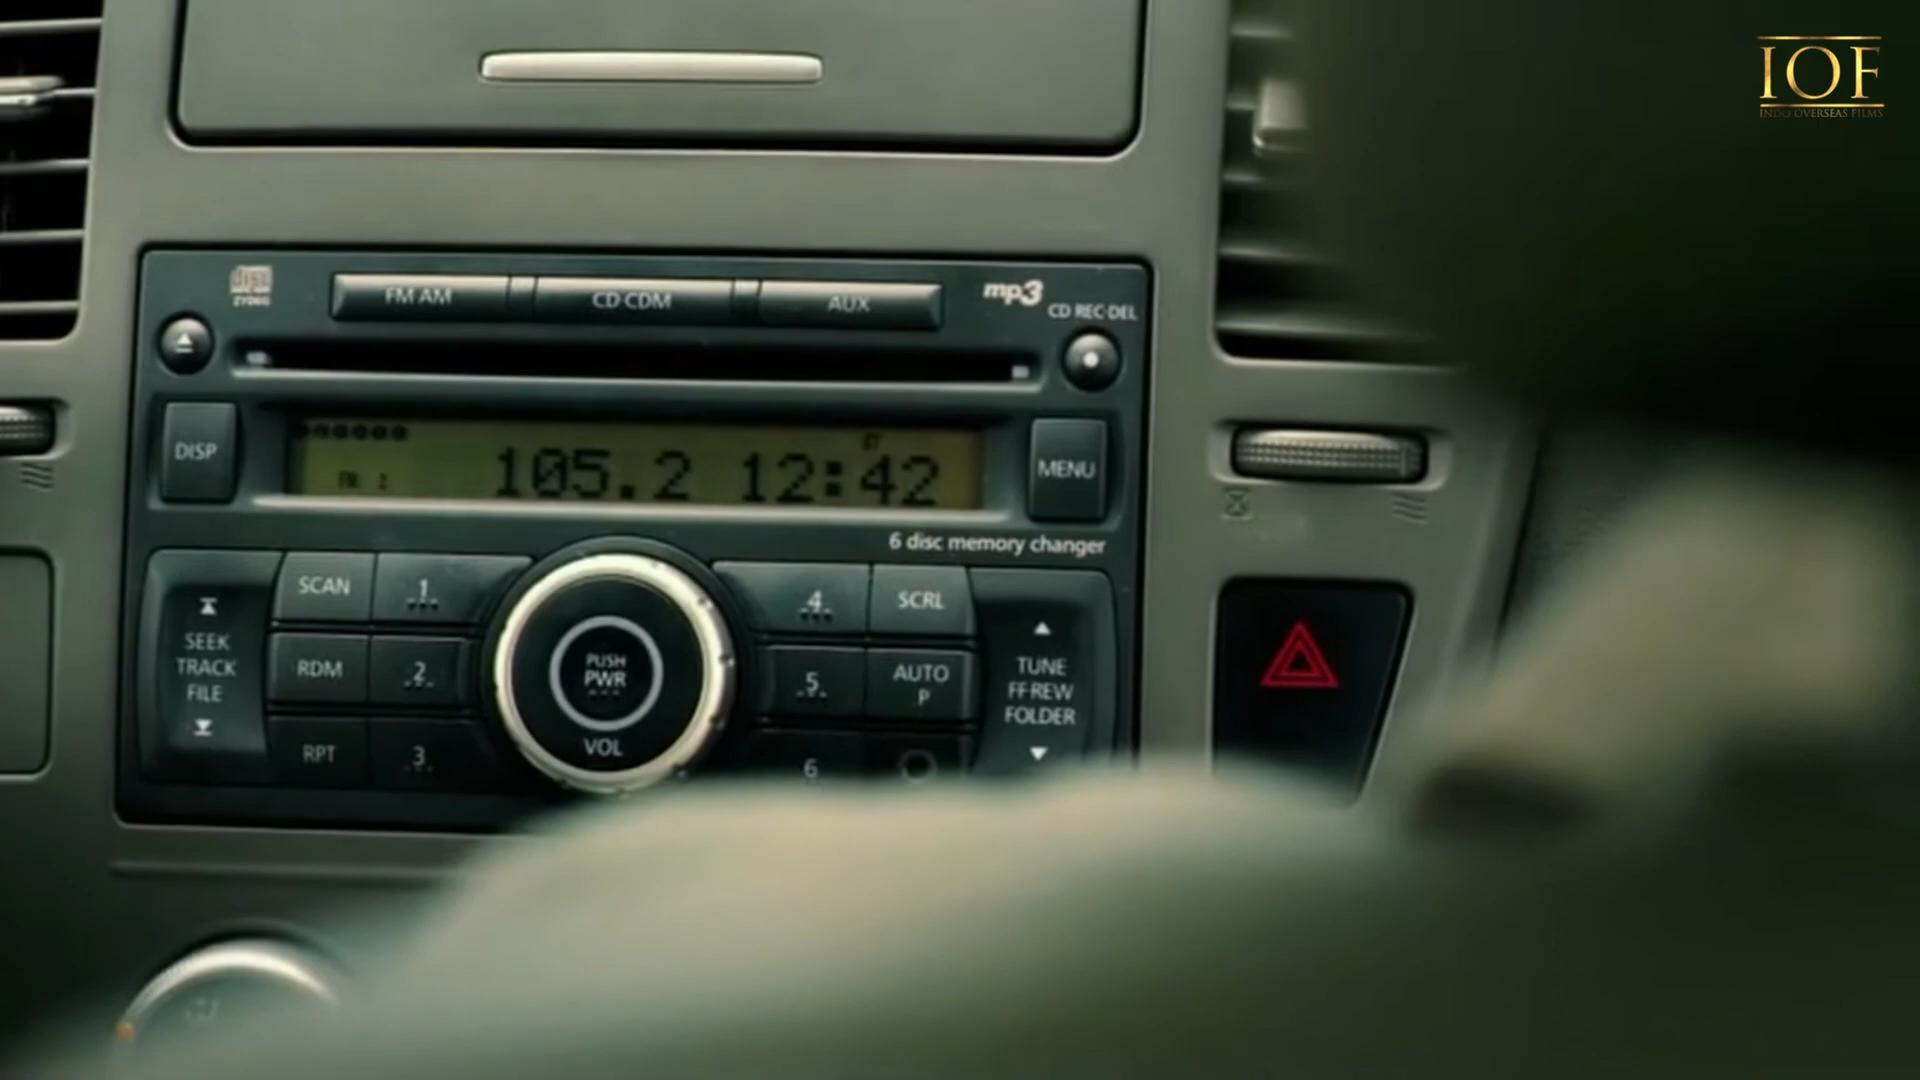 IOF
INDO OVERSEAS FILMS
FM AM
CD·CDM
AUX
mp3
CD REC·DEL
DISP
105.2 12:42
MENU
6 disc memory changer
SCAN
1
4
SCRL
SEEK
TRACK
FILE
RDM
2
PUSH
PWR
VOL
5
AUTO
P
TUNE
FF·REW
FOLDER
RPT
3
6